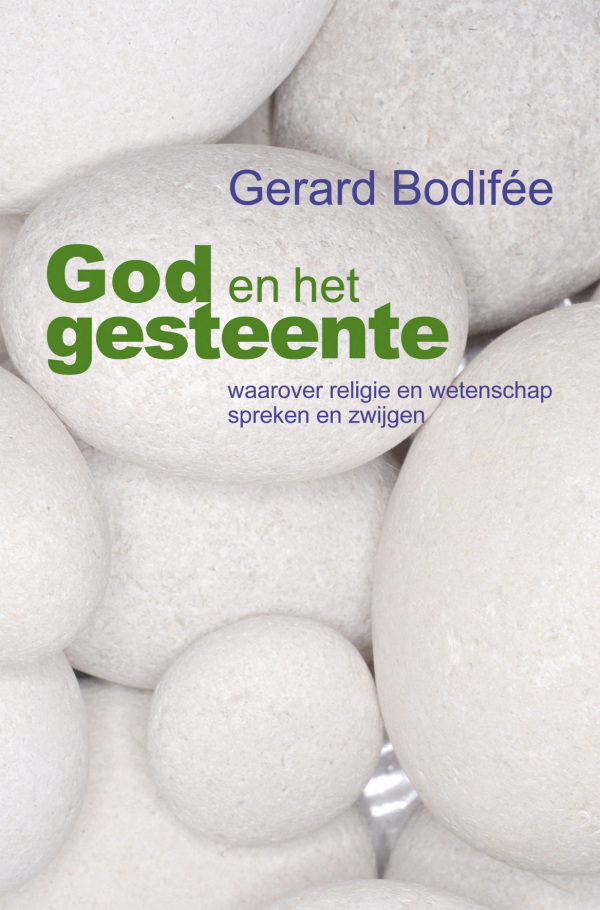 Gerard Bodifée
God en het
gesteente
waarover religie en wetenschap
spreken en zwijgen